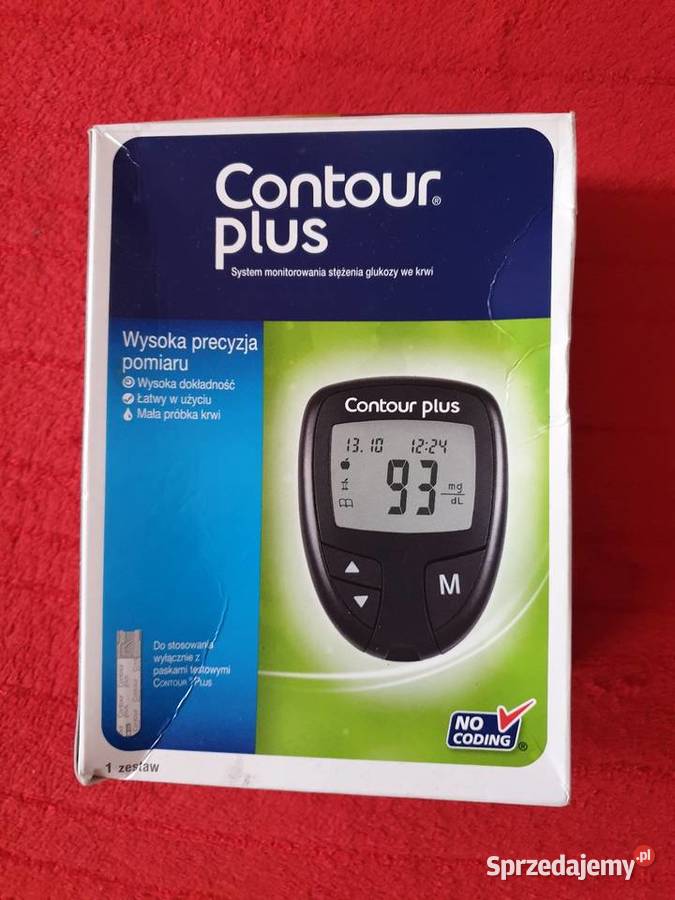 Contour®
plus
System monitorowania stężenia glukozy we krwi
Wysoka precyzja
pomiaru
Wysoka dokładność
Łatwy w użyciu
Mała próbka krwi
Contour plus
13.10 12:24
93 mg/dL
M
Do stosowania
wyłącznie z
paskami testowymi
CONTOUR® PLUS
Contour
plus
NO
CODING ®
1 zestaw
Sprzedajemy.pl